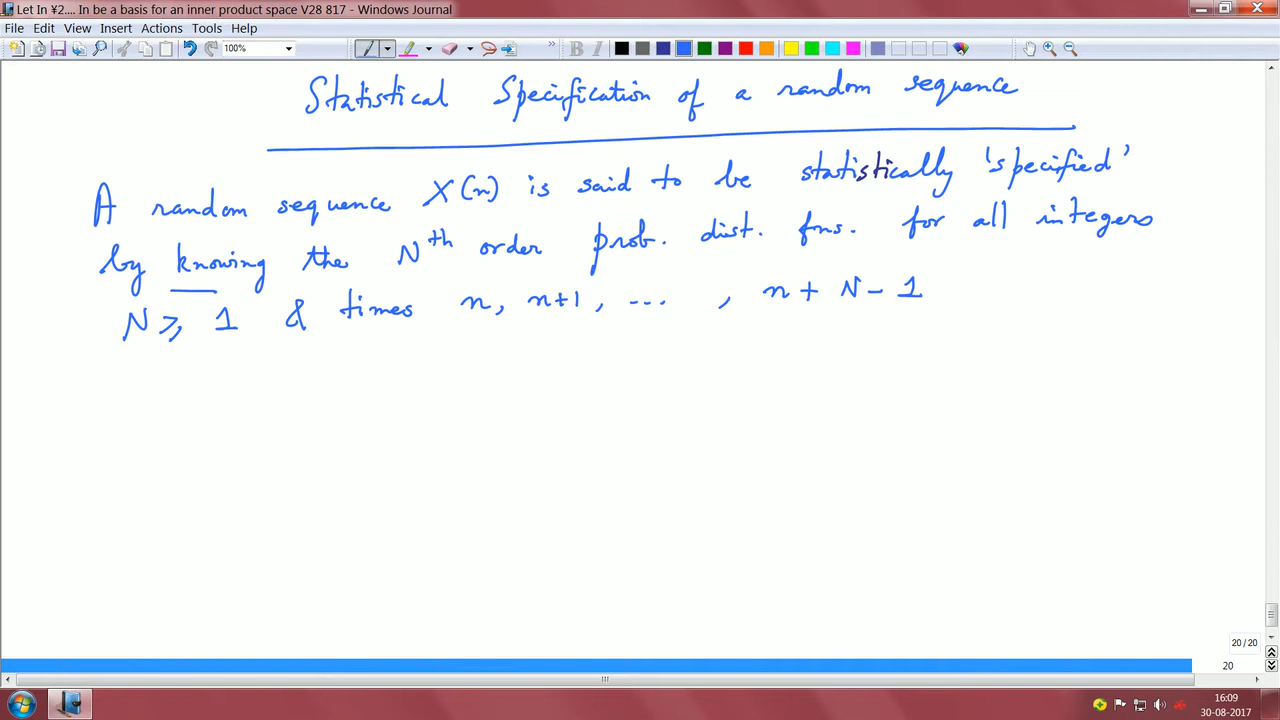 Let In ¥2.... In be a basis for an inner product space V28 817 - Windows Journal
File Edit View Insert Actions Tools Help
100%
Statistical Specification of a random sequence
A random sequence X(n) is said to be statistically 'specified'
by knowing the Nth order prob. dist. fns. for all integers
N ≥ 1 & times n, n+1, ... , n + N - 1
20 / 20
20
16:09
30-08-2017